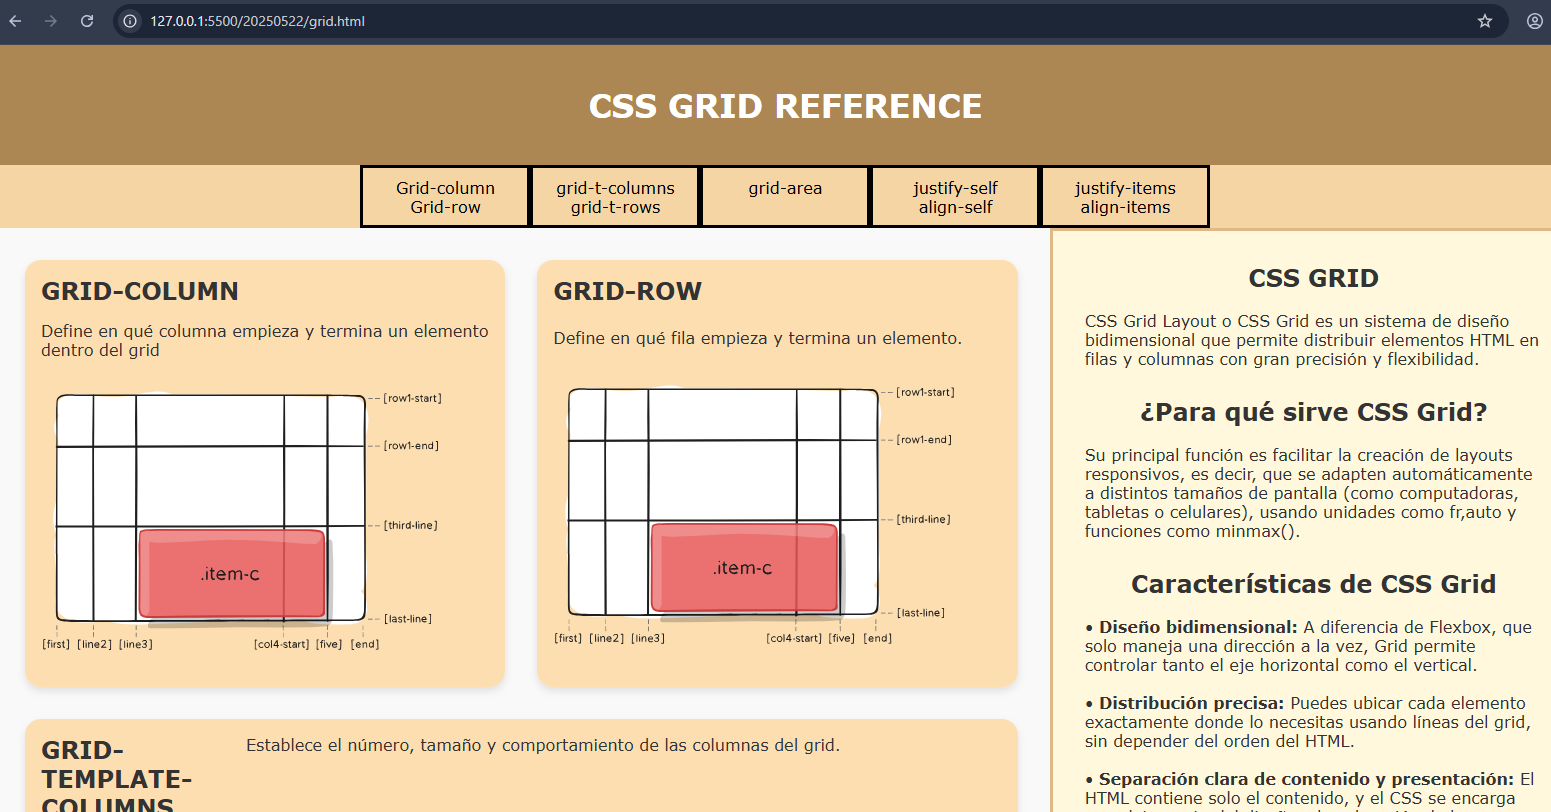 127.0.0.1:5500/20250522/grid.html
CSS GRID REFERENCE
Grid-column
Grid-row
grid-t-columns
grid-t-rows
grid-area
justify-self
align-self
justify-items
align-items
GRID-COLUMN
Define en qué columna empieza y termina un elemento
dentro del grid
[row1-start]
[row1-end]
[third-line]
.item-c
[last-line]
[first] [line2] [line3] [col4-start] [five] [end]
GRID-ROW
Define en qué fila empieza y termina un elemento.
[row1-start]
[row1-end]
[third-line]
.item-c
[last-line]
[first] [line2] [line3] [col4-start] [five] [end]
GRID-
TEMPLATE-
COLUMNS
Establece el número, tamaño y comportamiento de las columnas del grid.
CSS GRID
CSS Grid Layout o CSS Grid es un sistema de diseño
bidimensional que permite distribuir elementos HTML en
filas y columnas con gran precisión y flexibilidad.
¿Para qué sirve CSS Grid?
Su principal función es facilitar la creación de layouts
responsivos, es decir, que se adapten automáticamente
a distintos tamaños de pantalla (como computadoras,
tabletas o celulares), usando unidades como fr,auto y
funciones como minmax().
Características de CSS Grid
• Diseño bidimensional: A diferencia de Flexbox, que
solo maneja una dirección a la vez, Grid permite
controlar tanto el eje horizontal como el vertical.
• Distribución precisa: Puedes ubicar cada elemento
exactamente donde lo necesitas usando líneas del grid,
sin depender del orden del HTML.
• Separación clara de contenido y presentación: El
HTML contiene solo el contenido, y el CSS se encarga